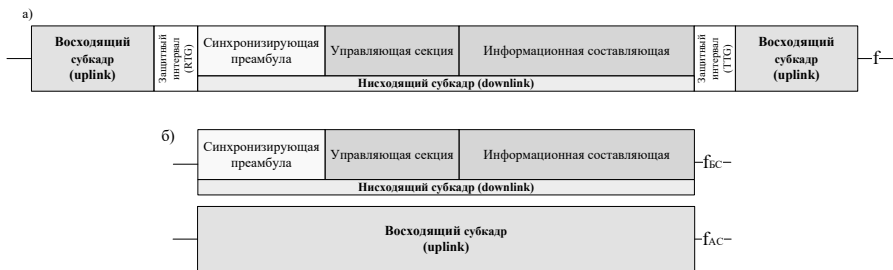 а)
Восходящий
субкадр
(uplink)
Защитный
интервал
(RTG)
Синхронизирующая
преамбула
Управляющая секция
Информационная составляющая
Нисходящий субкадр (downlink)
Защитный
интервал
(TTG)
Восходящий
субкадр
(uplink)
f
б)
Синхронизирующая
преамбула
Управляющая секция
Информационная составляющая
fБС
Нисходящий субкадр (downlink)
Восходящий субкадр
(uplink)
fАС